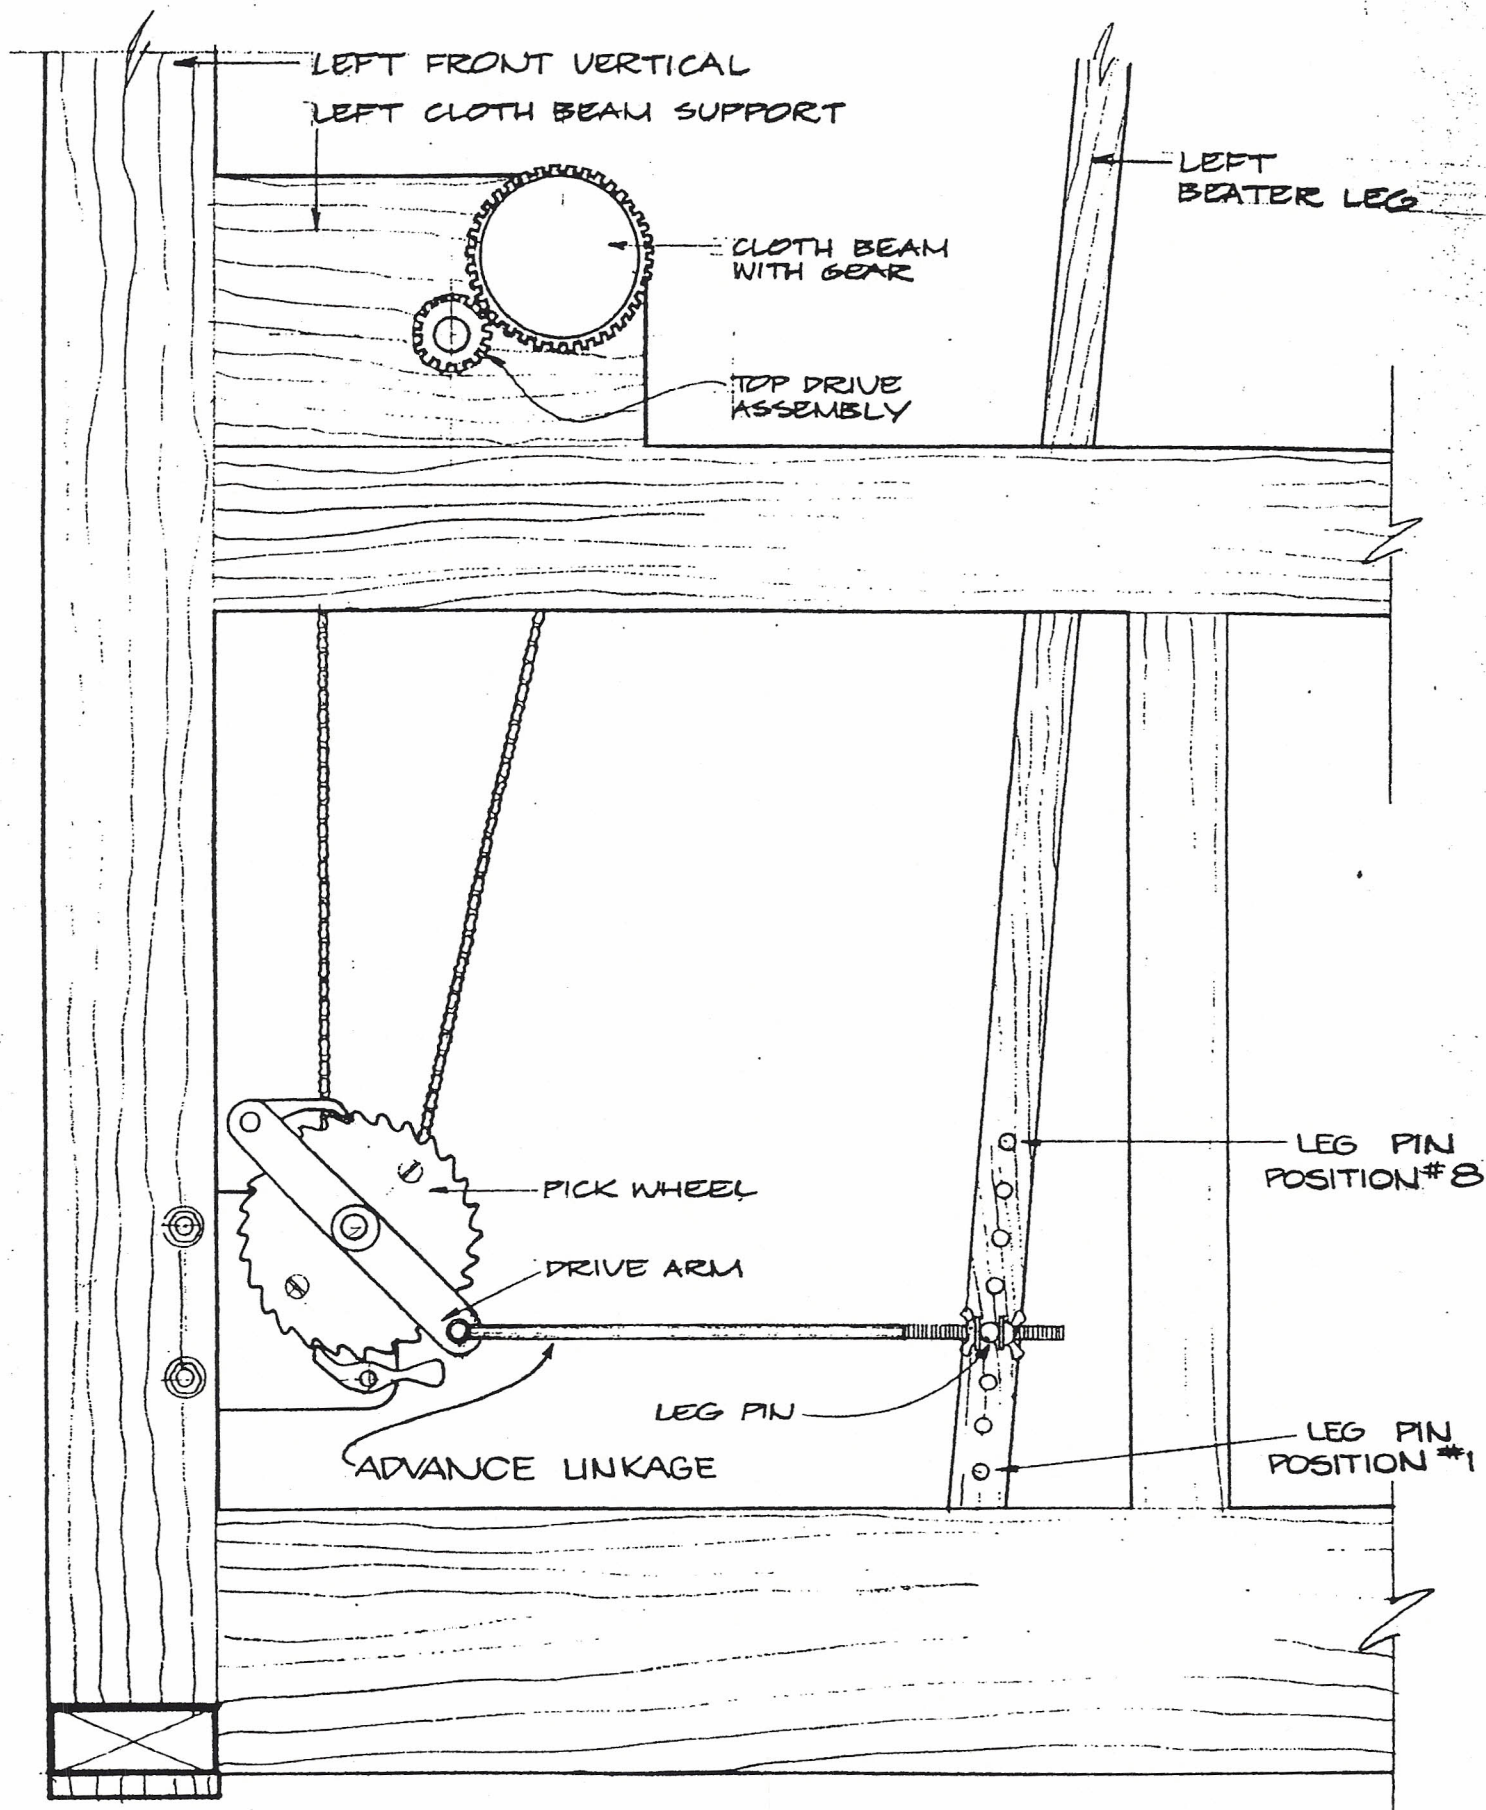 LEFT FRONT VERTICAL
LEFT CLOTH BEAM SUPPORT
LEFT
BEATER LEG
CLOTH BEAM
WITH GEAR
TOP DRIVE
ASSEMBLY
LEG PIN
POSITION #8
PICK WHEEL
DRIVE ARM
LEG PIN
LEG PIN
POSITION #1
ADVANCE LINKAGE